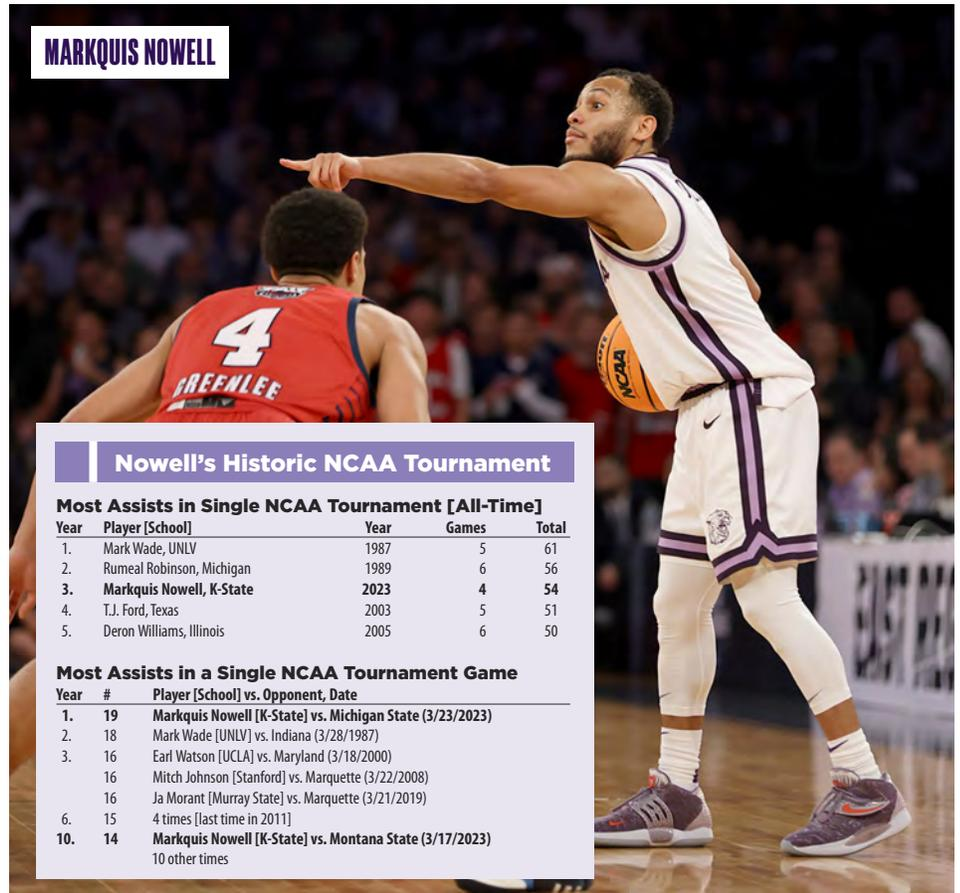 MARKQUIS NOWELL
4
GREENLEE
NCAA
Nowell's Historic NCAA Tournament
Most Assists in Single NCAA Tournament [All-Time]
Year Player [School] Year Games Total
1. Mark Wade, UNLV 1987 5 61
2. Rumeal Robinson, Michigan 1989 6 56
3. Markquis Nowell, K-State 2023 4 54
4. T.J. Ford, Texas 2003 5 51
5. Deron Williams, Illinois 2005 6 50
Most Assists in a Single NCAA Tournament Game
Year # Player [School] vs. Opponent, Date
1. 19 Markquis Nowell [K-State] vs. Michigan State (3/23/2023)
2. 18 Mark Wade [UNLV] vs. Indiana (3/28/1987)
3. 16 Earl Watson [UCLA] vs. Maryland (3/18/2000)
16 Mitch Johnson [Stanford] vs. Marquette (3/22/2008)
16 Ja Morant [Murray State] vs. Marquette (3/21/2019)
6. 15 4 times [last time in 2011]
10. 14 Markquis Nowell [K-State] vs. Montana State (3/17/2023)
10 other times
EAST